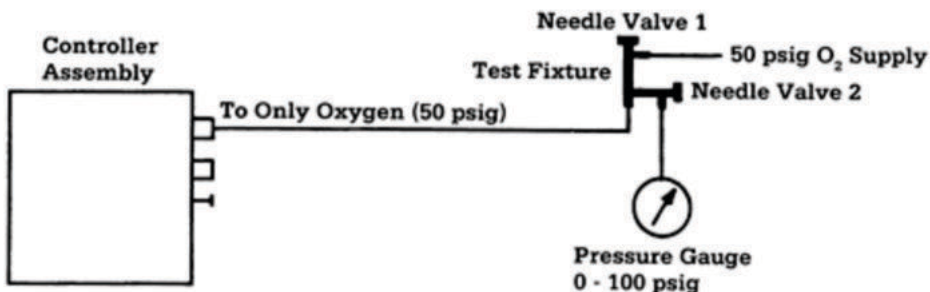 Needle Valve 1
Controller
Assembly
50 psig O₂ Supply
Test Fixture
Needle Valve 2
To Only Oxygen (50 psig)
Pressure Gauge
0 - 100 psig